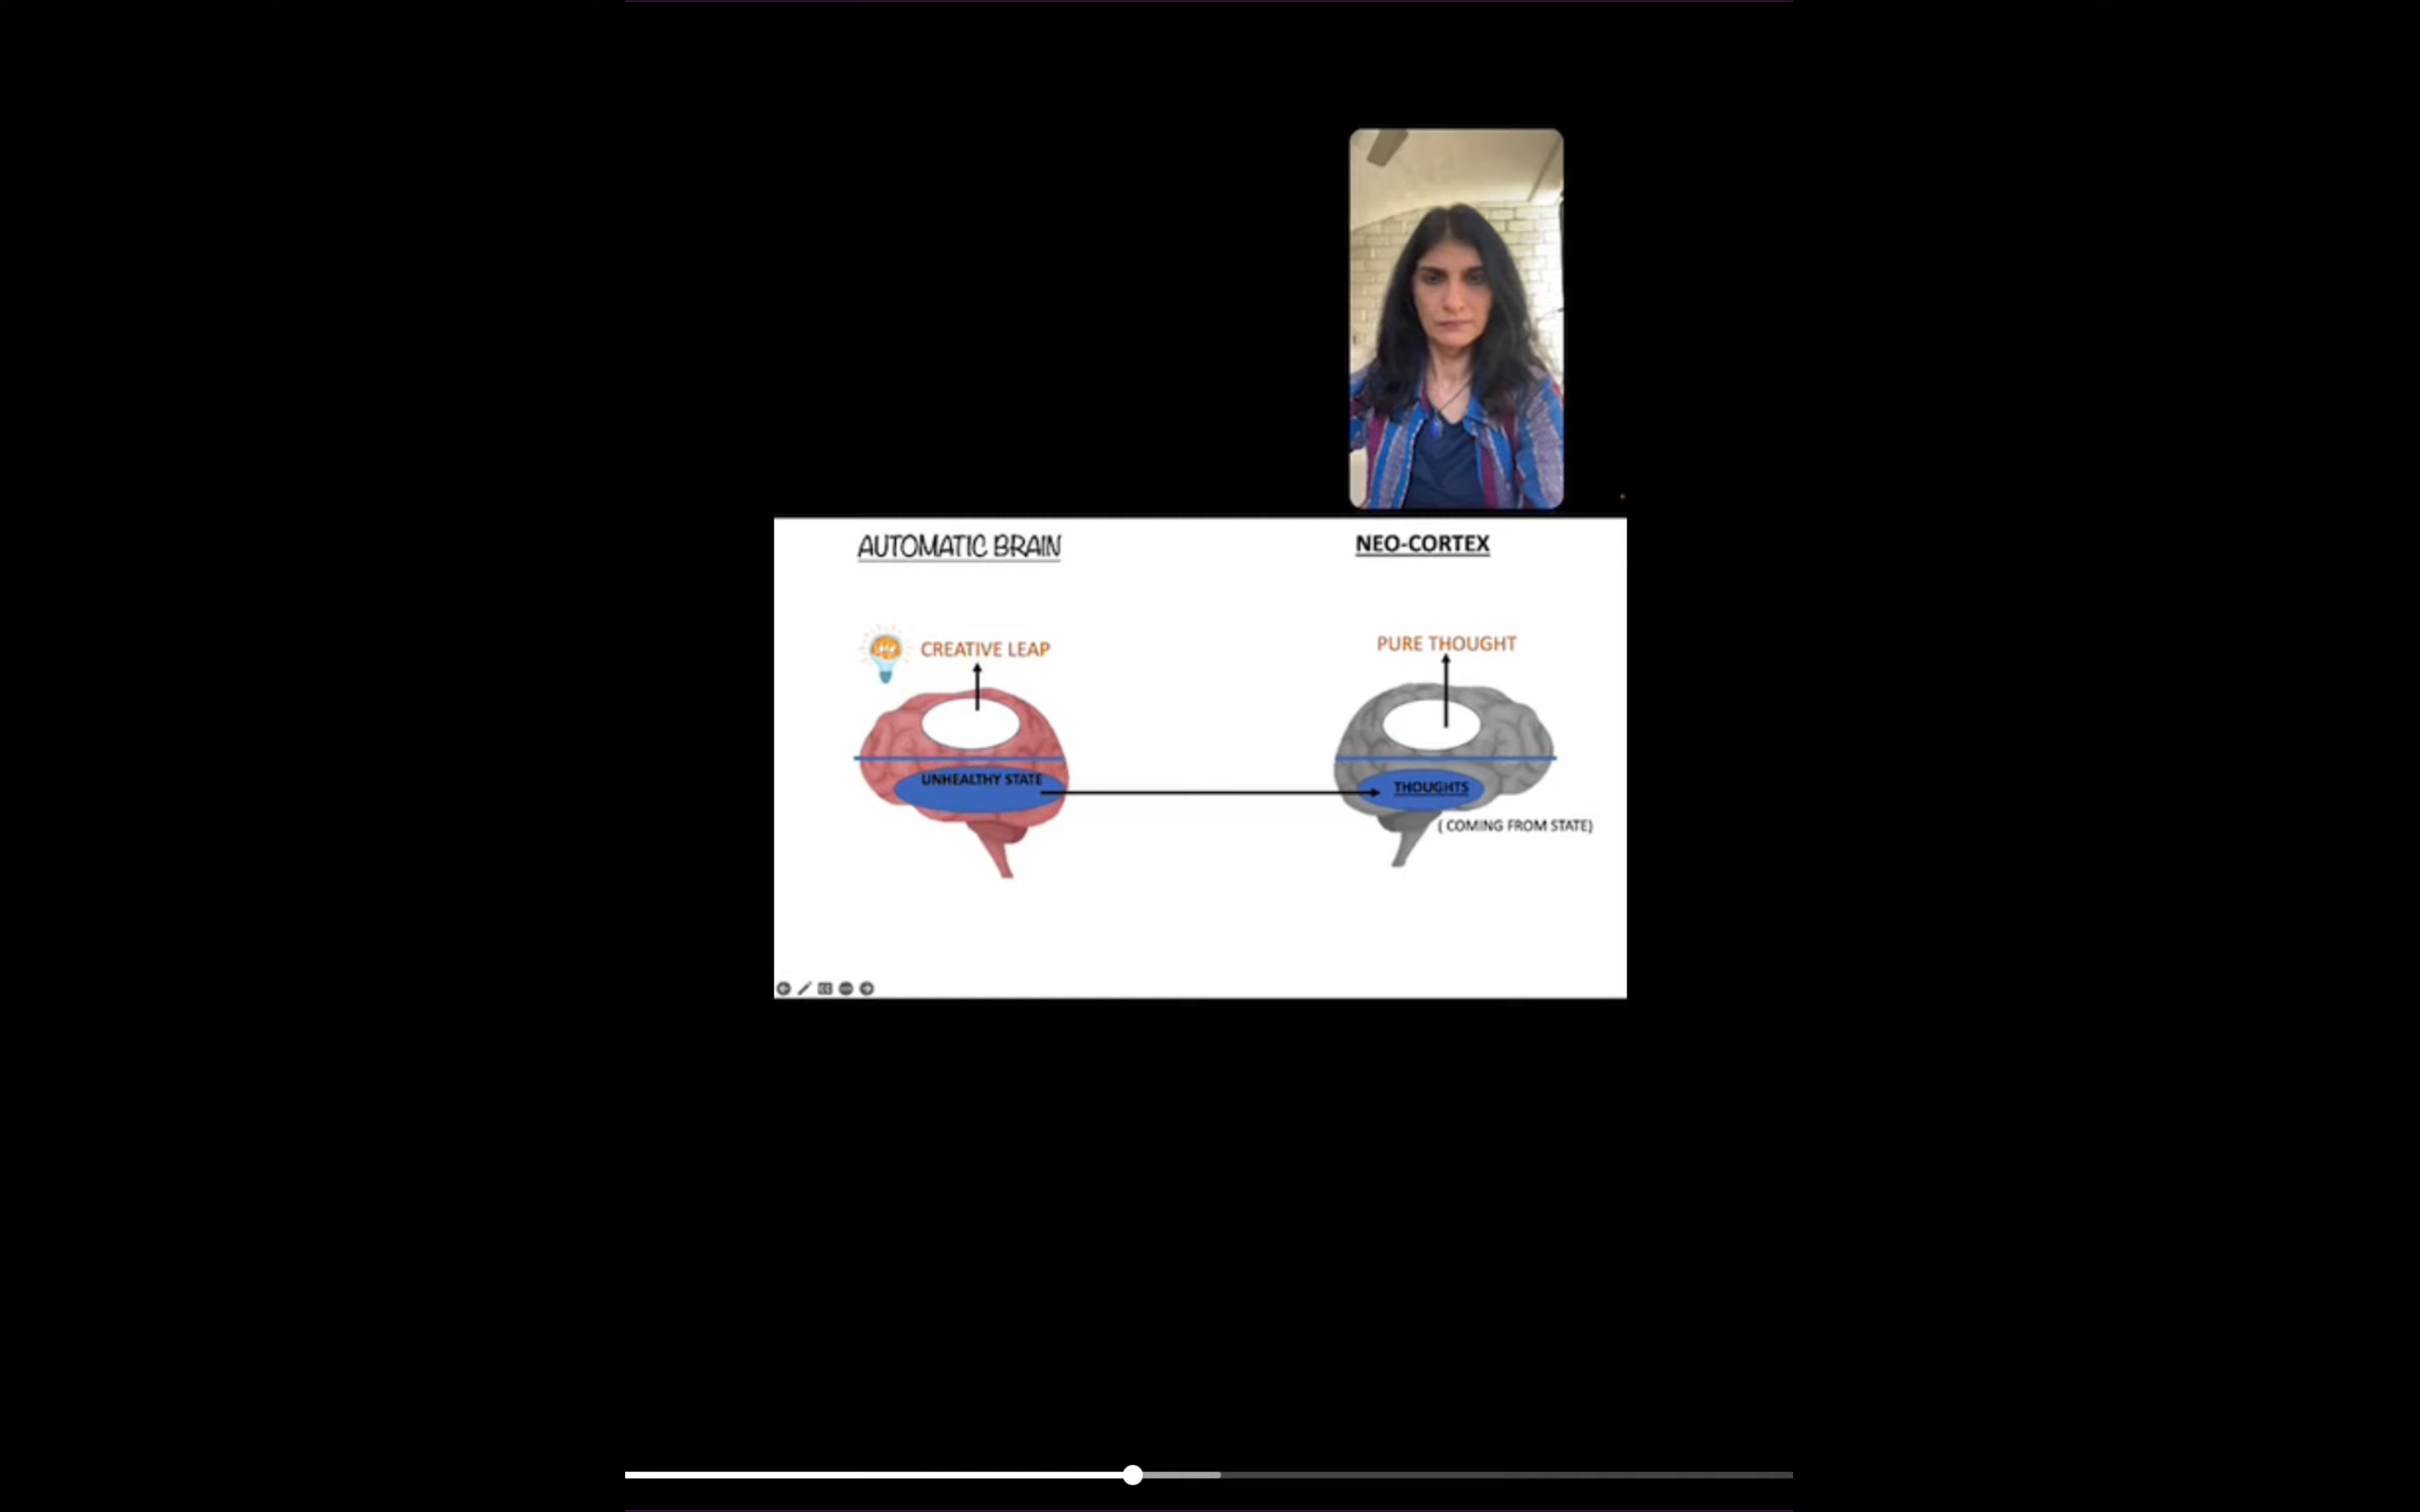 AUTOMATIC BRAIN
NEO-CORTEX
CREATIVE LEAP
PURE THOUGHT
UNHEALTHY STATE
THOUGHTS
( COMING FROM STATE)